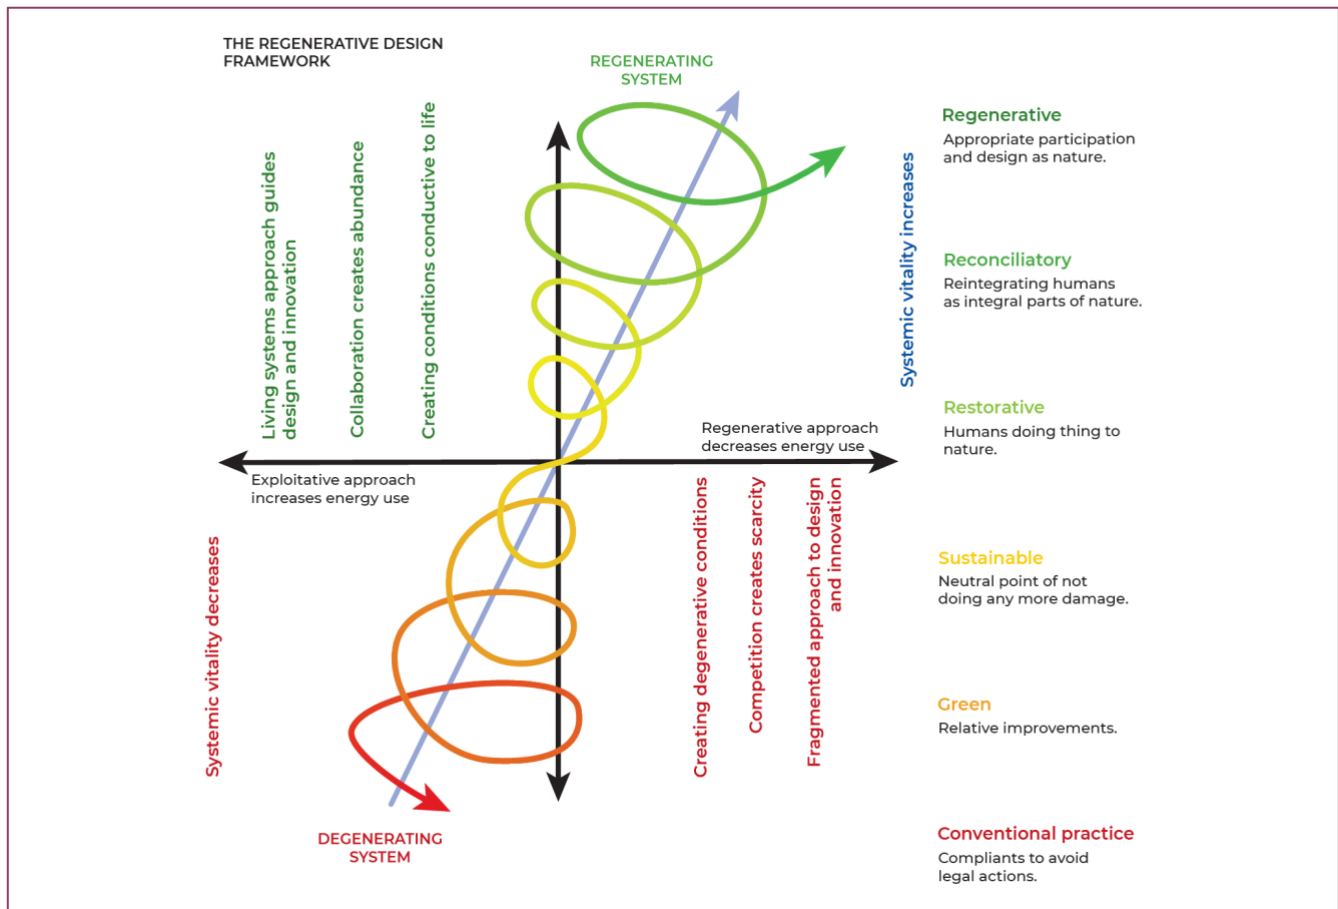 THE REGENERATIVE DESIGN
FRAMEWORK
REGENERATING
SYSTEM
Living systems approach guides
design and innovation
Collaboration creates abundance
Creating conditions conductive to life
Systemic vitality increases
Regenerative approach
decreases energy use
Exploitative approach
increases energy use
Systemic vitality decreases
Creating degenerative conditions
Competition creates scarcity
Fragmented approach to design
and innovation
DEGENERATING
SYSTEM
Regenerative
Appropriate participation
and design as nature.
Reconciliatory
Reintegrating humans
as integral parts of nature.
Restorative
Humans doing thing to
nature.
Sustainable
Neutral point of not
doing any more damage.
Green
Relative improvements.
Conventional practice
Compliants to avoid
legal actions.